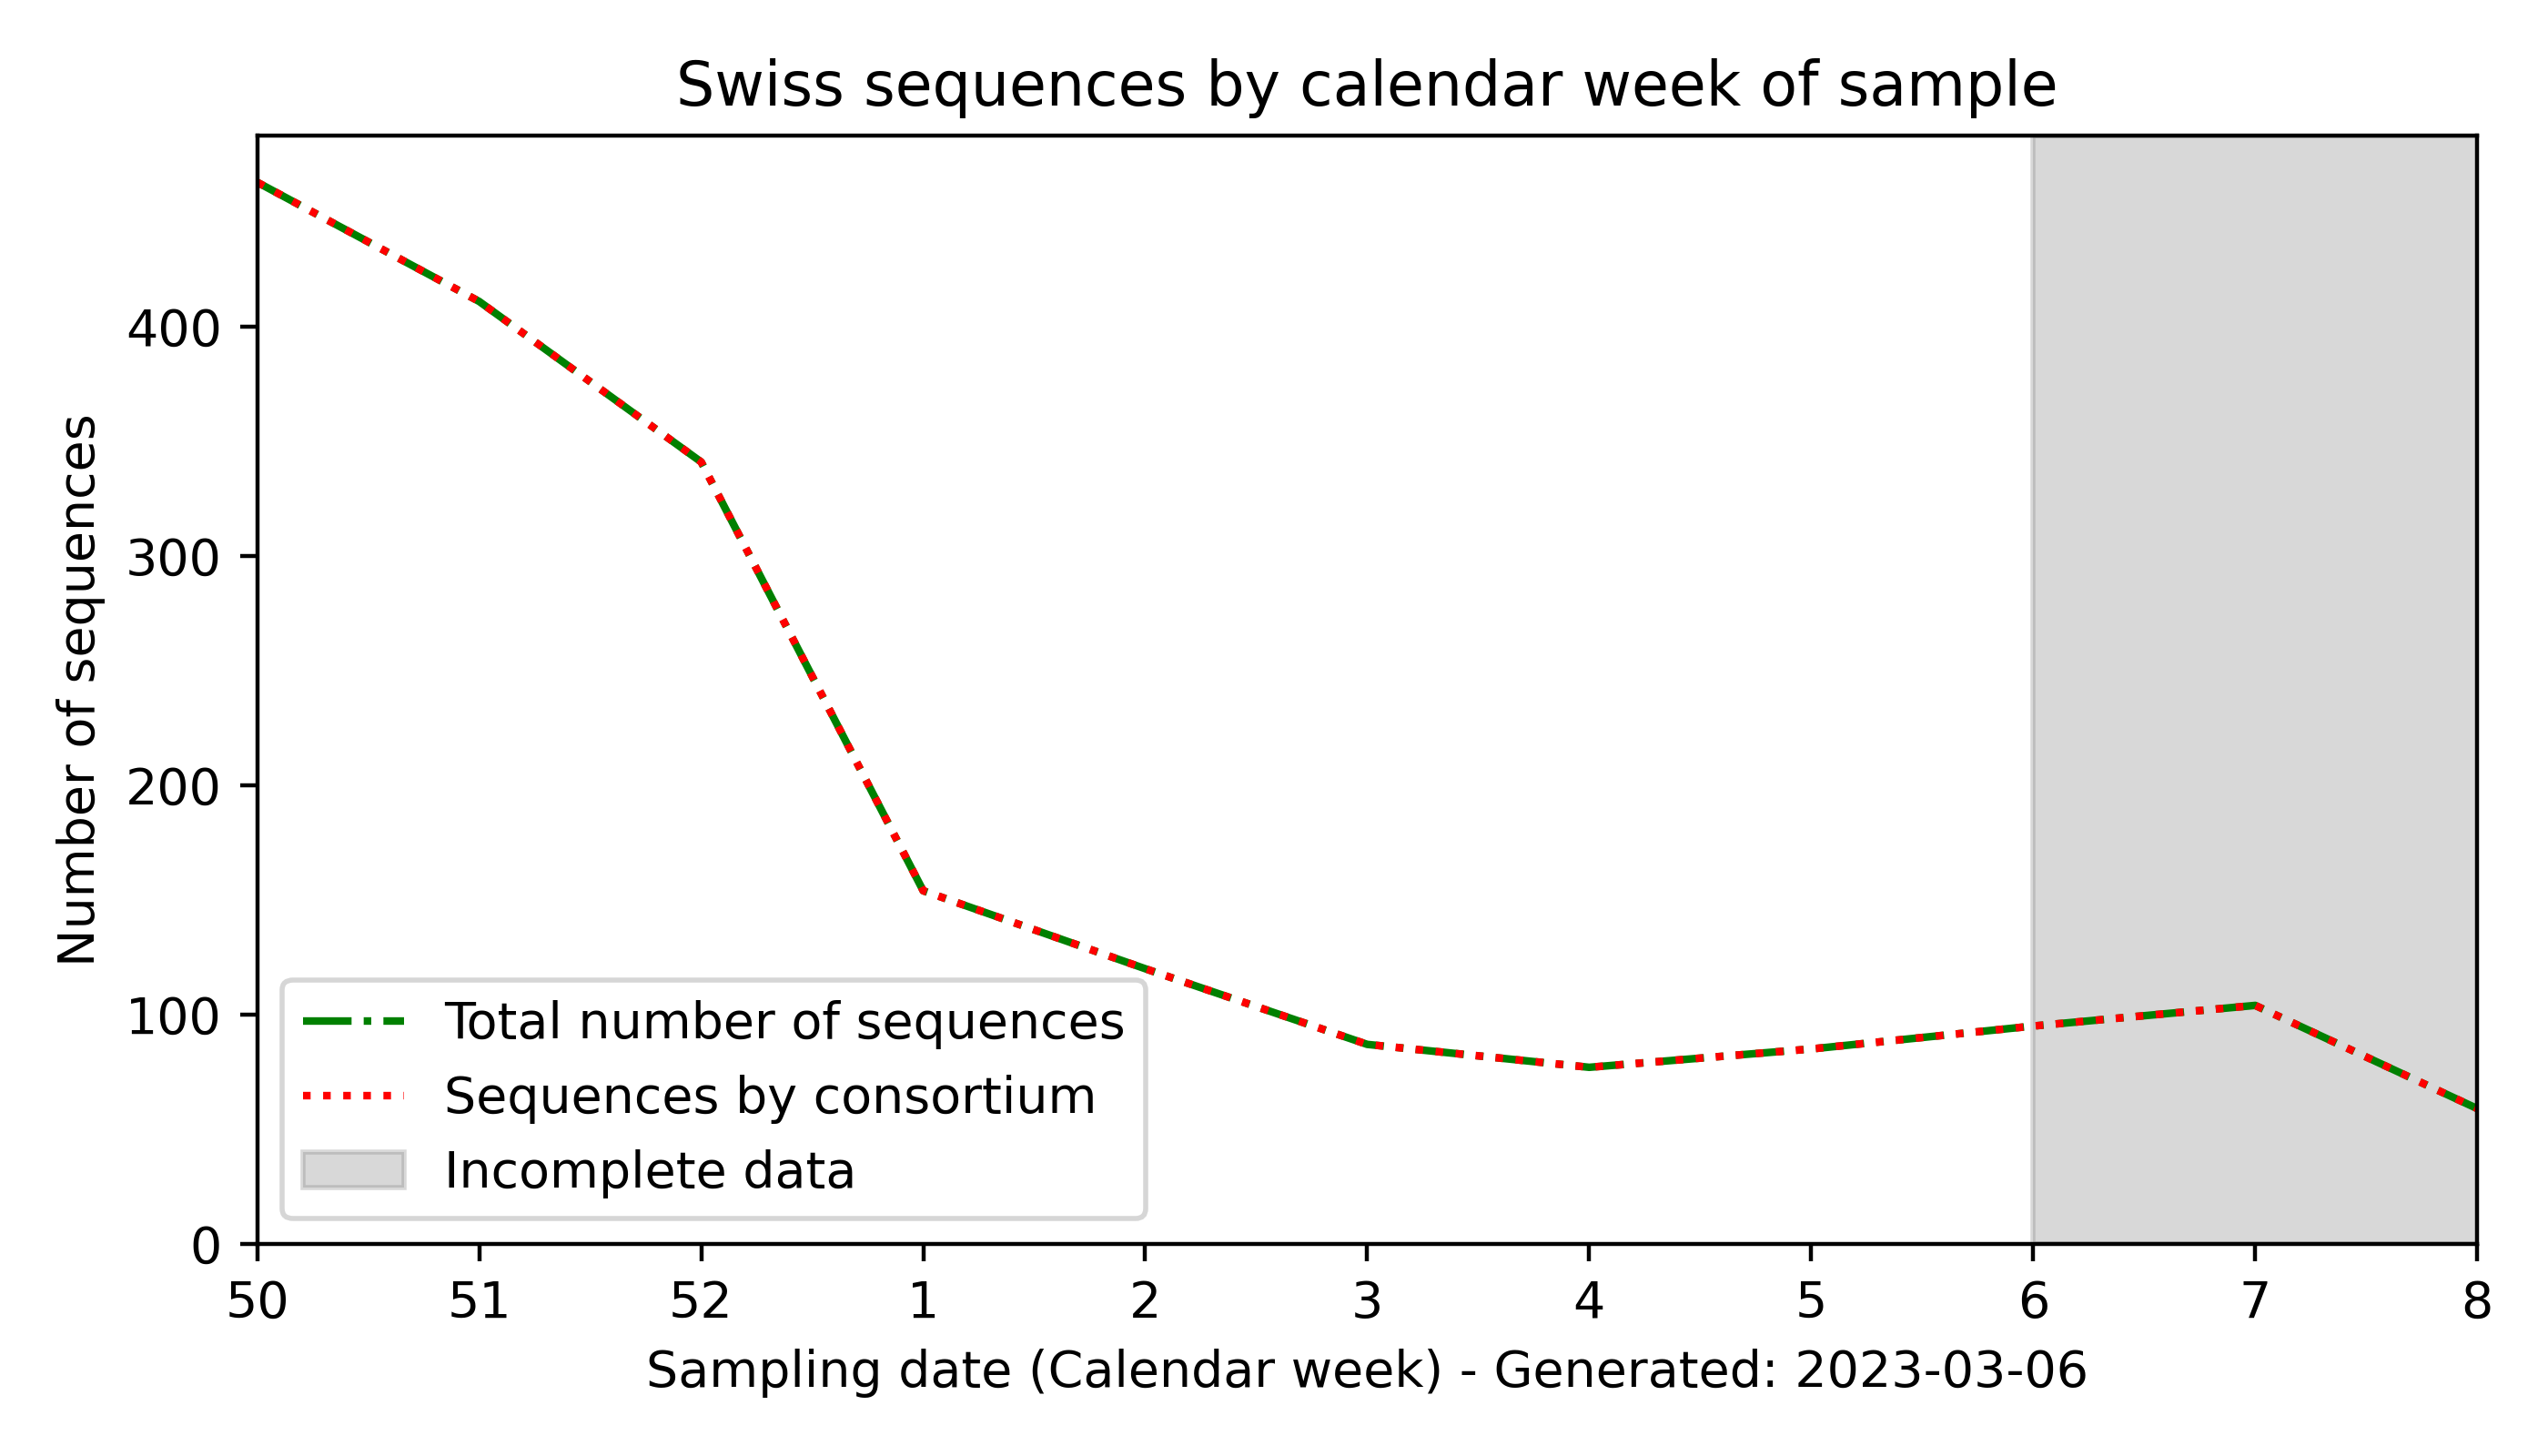 Swiss sequences by calendar week of sample
Number of sequences
400
300
200
100
0
Total number of sequences
Sequences by consortium
Incomplete data
50 51 52 1 2 3 4 5 6 7 8
Sampling date (Calendar week) - Generated: 2023-03-06